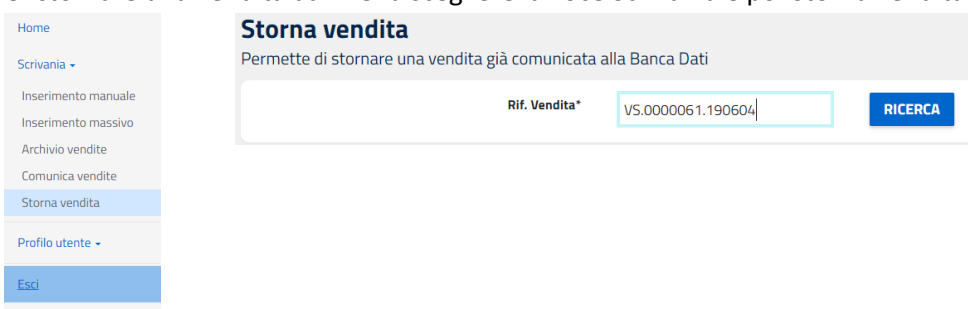 Home
Scrivania
Inserimento manuale
Inserimento massivo
Archivio vendite
Comunica vendite
Storna vendita
Profilo utente
Esci
Storna vendita
Permette di stornare una vendita già comunicata alla Banca Dati
Rif. Vendita*
VS.0000061.190604
RICERCA